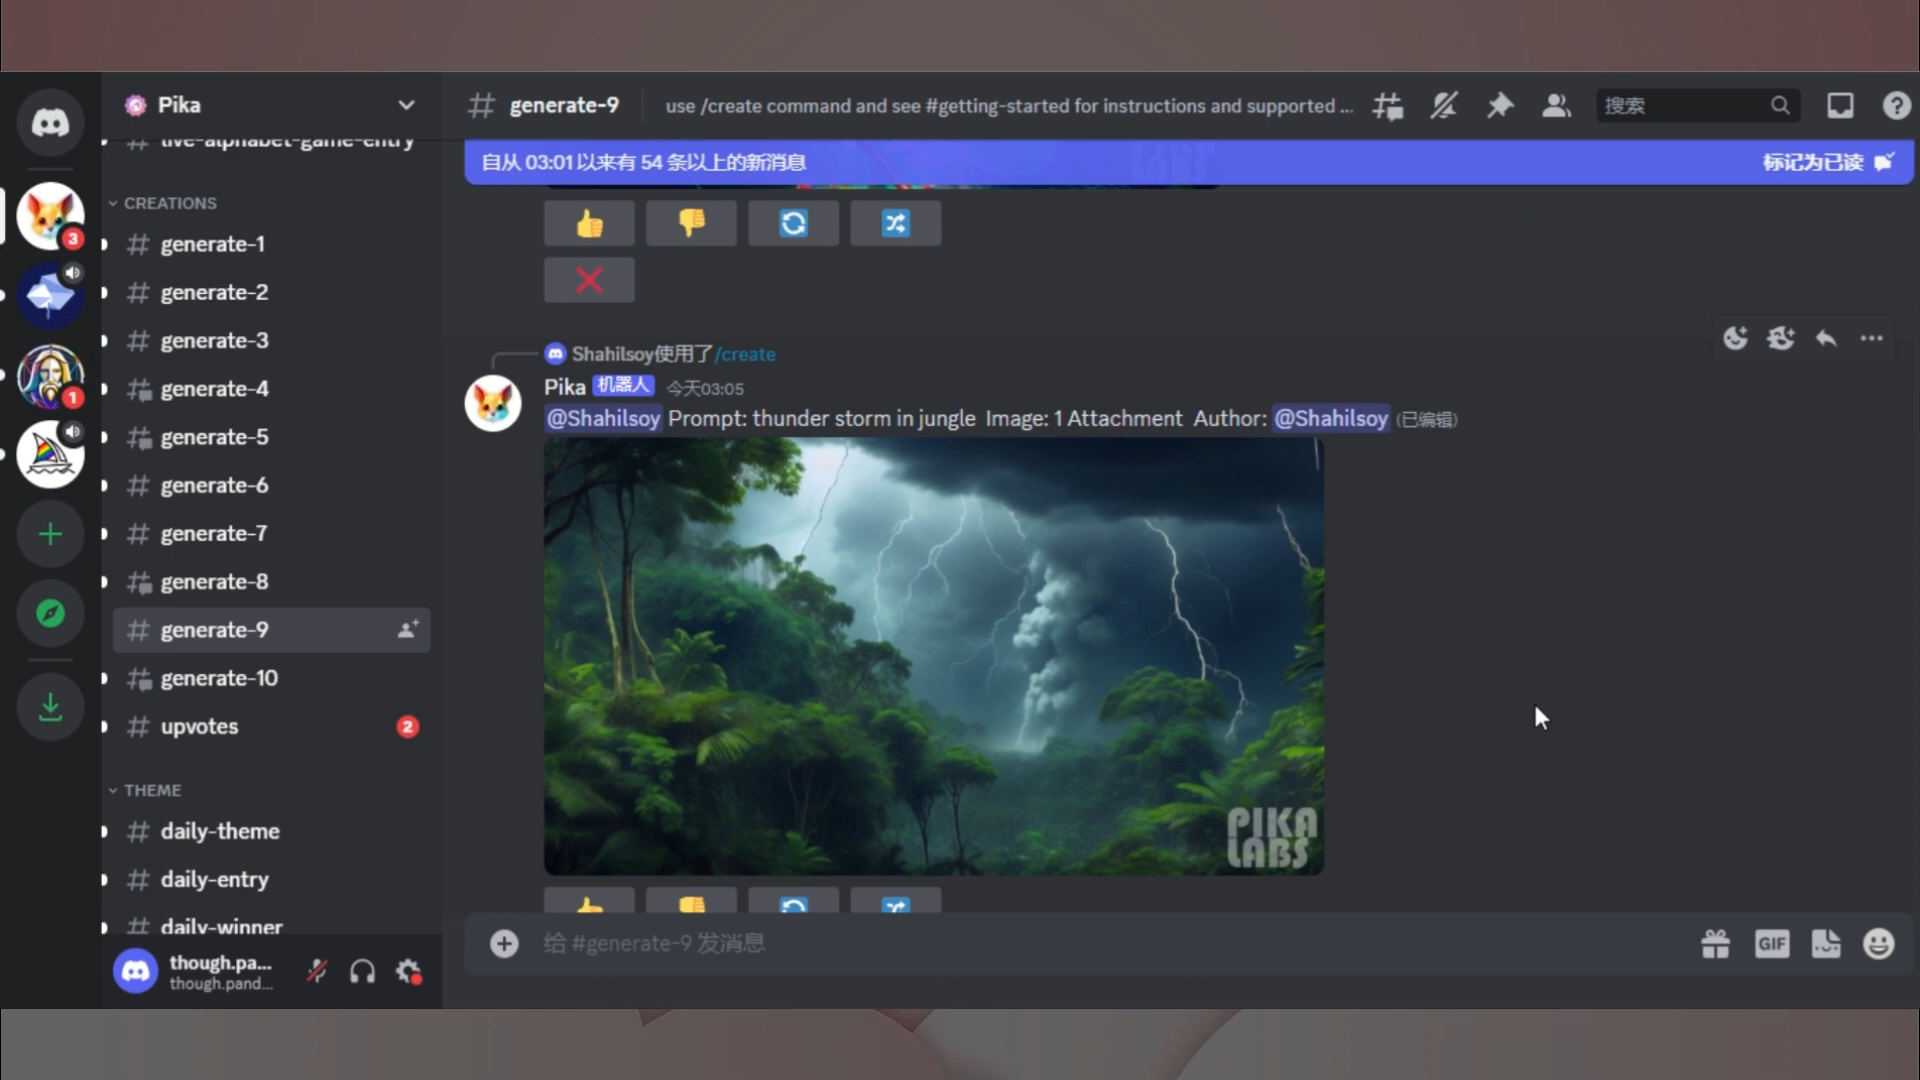 Pika
generate-9
use /create command and see #getting-started for instructions and supported ...
搜索
live-alphabet-game-entry
自从 03:01 以来有 54 条以上的新消息
标记为已读
CREATIONS
generate-1
generate-2
generate-3
generate-4
generate-5
generate-6
generate-7
generate-8
generate-9
generate-10
upvotes
2
THEME
daily-theme
daily-entry
daily-winner
3
1
though.pa...
though.pand...
Shahilsoy使用了/create
Pika 机器人 今天03:05
@Shahilsoy Prompt: thunder storm in jungle Image: 1 Attachment Author: @Shahilsoy (已编辑)
PIKA
LABS
给 #generate-9 发消息
GIF